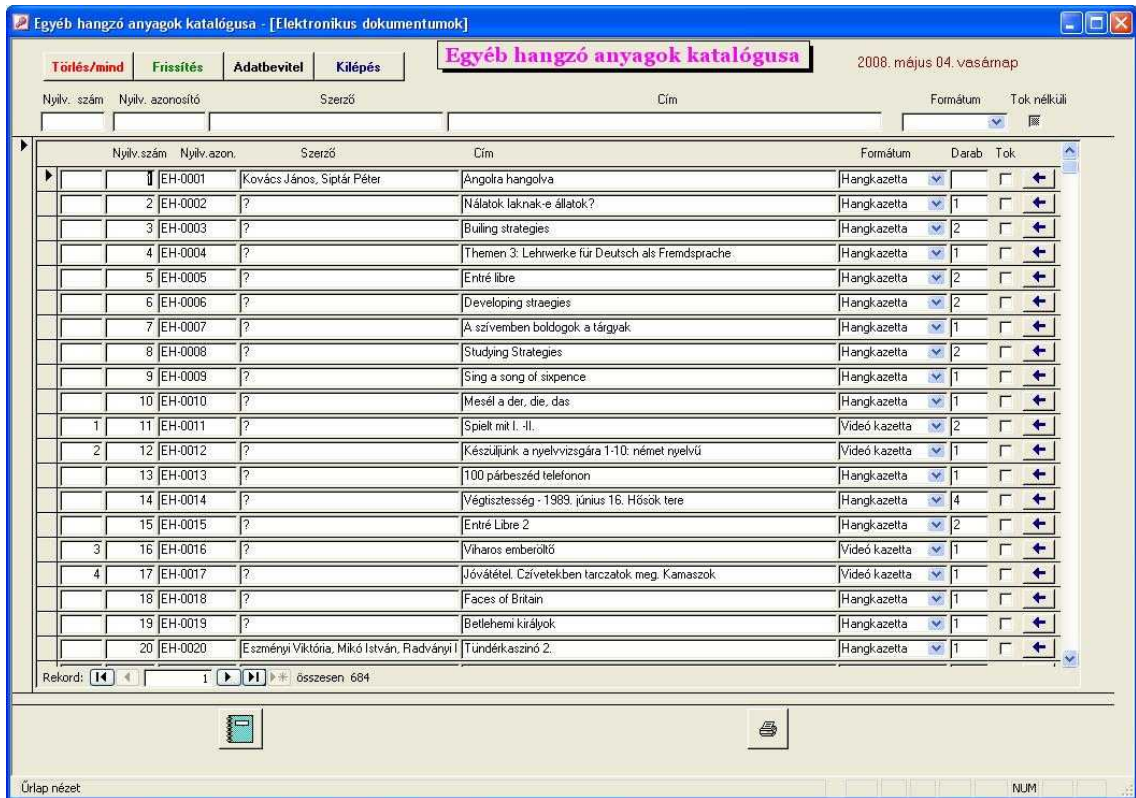 Egyéb hangzó anyagok katalógusa - [Elektronikus dokumentumok]
Egyéb hangzó anyagok katalógusa
Törlés/mind Frissítés Adatbevitel Kilépés 2008. május 04. vasárnap
Nyilv. szám Nyilv. azonosító Szerző Cím Formátum Tok nélküli
Nyilv.szám Nyilv.azon. Szerző Cím Formátum Darab Tok
1 EH-0001 Kovács János, Siptár Péter Angolra hangolva Hangkazetta
2 EH-0002 ? Nálatok laknak-e állatok? Hangkazetta 1
3 EH-0003 ? Builing strategies Hangkazetta 2
4 EH-0004 ? Themen 3: Lehrwerke für Deutsch als Fremdsprache Hangkazetta 1
5 EH-0005 ? Entré libre Hangkazetta 2
6 EH-0006 ? Developing straegies Hangkazetta 2
7 EH-0007 ? A szívemben boldogok a tárgyak Hangkazetta 1
8 EH-0008 ? Studying Strategies Hangkazetta 2
9 EH-0009 ? Sing a song of sixpence Hangkazetta 1
10 EH-0010 ? Mesél a der, die, das Hangkazetta 1
1 11 EH-0011 ? Spielt mit I. -II. Videó kazetta 2
2 12 EH-0012 ? Készüljünk a nyelvvizsgára 1-10: német nyelvű Videó kazetta 1
13 EH-0013 ? 100 párbeszéd telefonon Hangkazetta 1
14 EH-0014 ? Végtisztesség - 1989. június 16. Hősök tere Hangkazetta 4
15 EH-0015 ? Entré Libre 2 Hangkazetta 2
3 16 EH-0016 ? Viharos emberöltő Videó kazetta 1
4 17 EH-0017 ? Jóvátétel. Czívetekben tarczatok meg. Kamaszok Videó kazetta 1
18 EH-0018 ? Faces of Britain Hangkazetta 1
19 EH-0019 ? Betlehemi királyok Hangkazetta 1
20 EH-0020 Eszményi Viktória, Mikó István, Radványi Tündérkaszinó 2. Hangkazetta 1
Rekord: 1 összesen 684
Űrlap nézet NUM